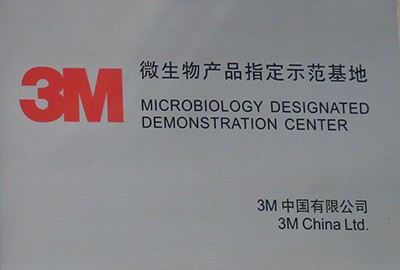 3M
微生物产品指定示范基地
MICROBIOLOGY DESIGNATED
DEMONSTRATION CENTER
3M 中国有限公司
3M China Ltd.